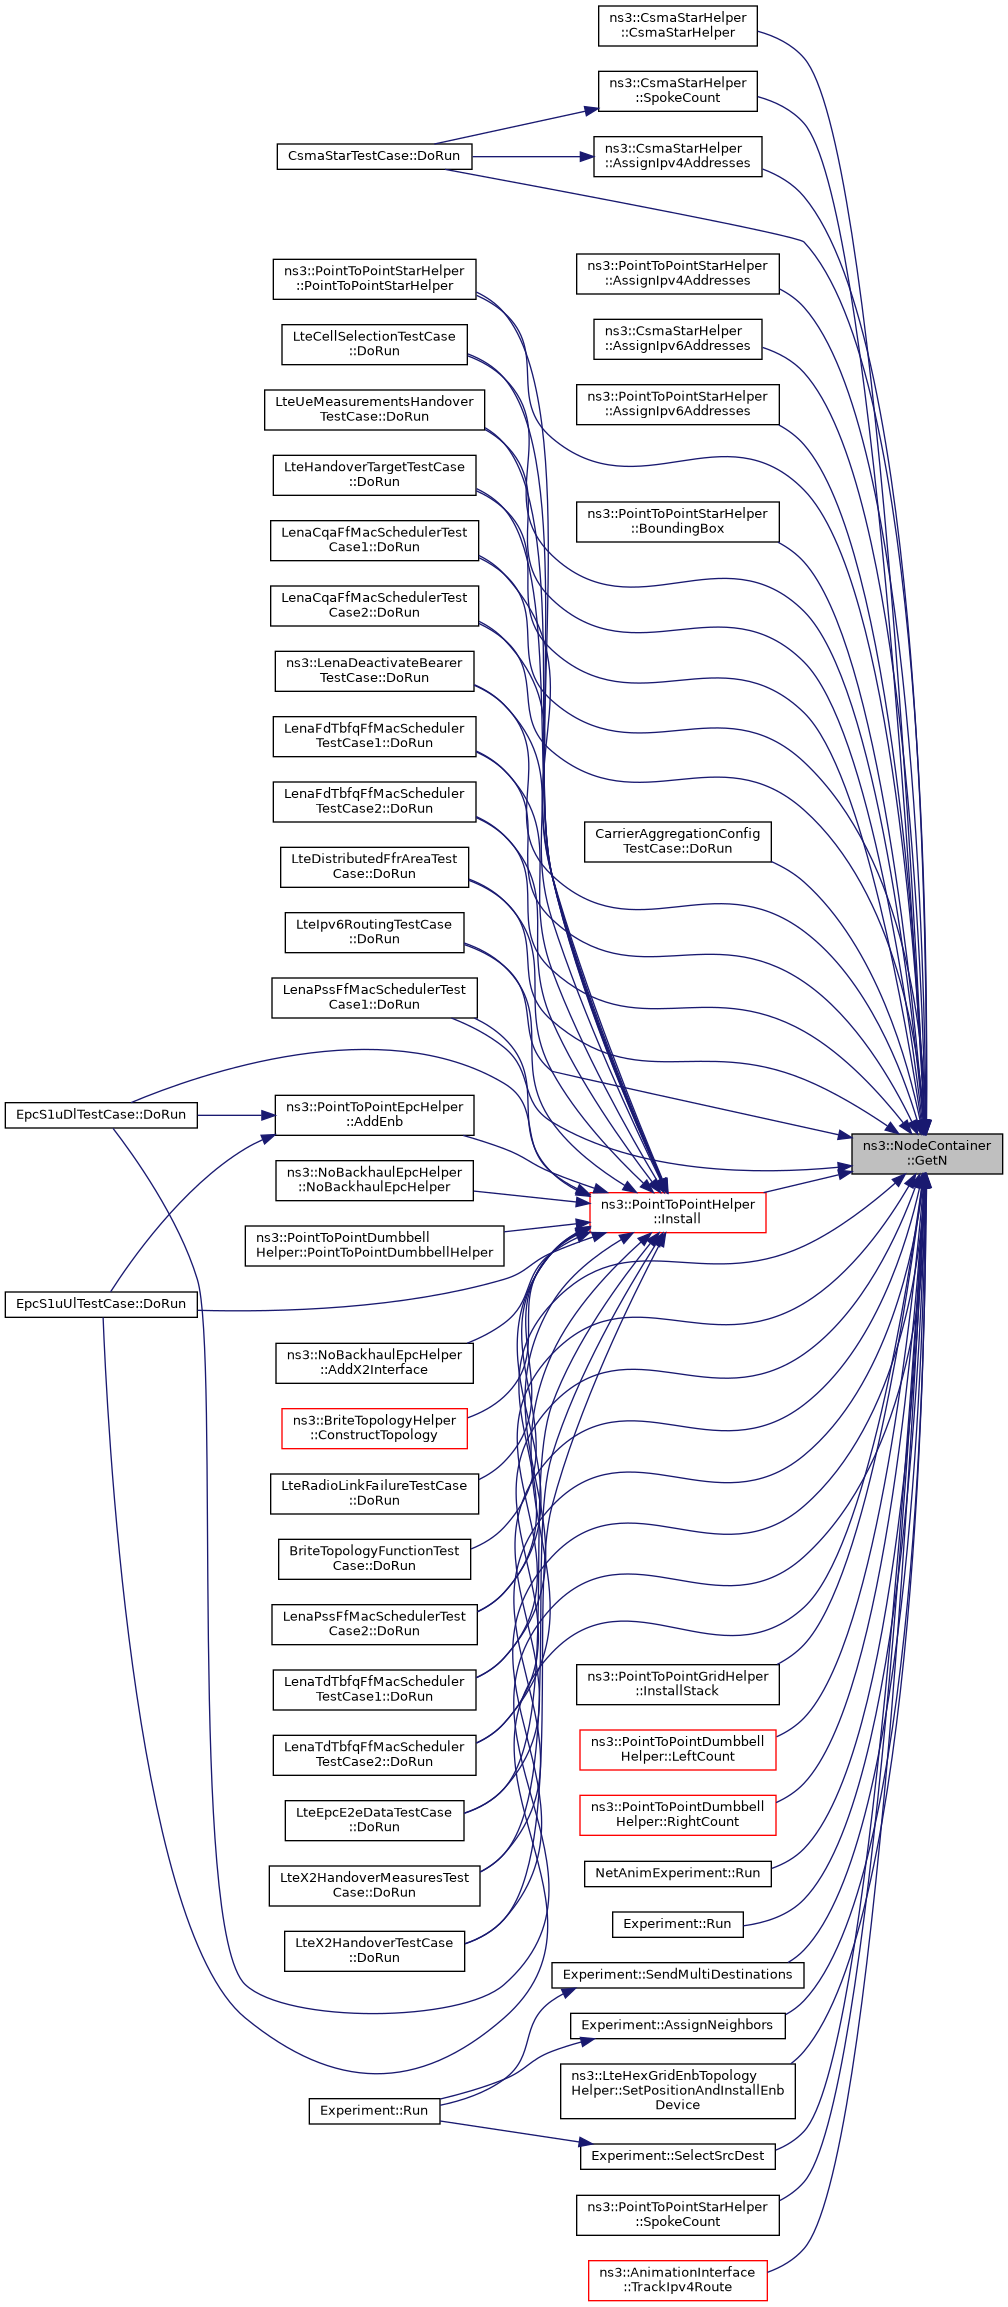 ns3::CsmaStarHelper
::CsmaStarHelper
ns3::CsmaStarHelper
::SpokeCount
CsmaStarTestCase::DoRun
ns3::CsmaStarHelper
::AssignIpv4Addresses
ns3::PointToPointStarHelper
::AssignIpv4Addresses
ns3::PointToPointStarHelper
::PointToPointStarHelper
ns3::CsmaStarHelper
::AssignIpv6Addresses
LteCellSelectionTestCase
::DoRun
ns3::PointToPointStarHelper
::AssignIpv6Addresses
LteUeMeasurementsHandover
TestCase::DoRun
LteHandoverTargetTestCase
::DoRun
ns3::PointToPointStarHelper
::BoundingBox
LenaCqaFfMacSchedulerTest
Case1::DoRun
LenaCqaFfMacSchedulerTest
Case2::DoRun
ns3::LenaDeactivateBearer
TestCase::DoRun
LenaFdTbfqFfMacScheduler
TestCase1::DoRun
LenaFdTbfqFfMacScheduler
TestCase2::DoRun
CarrierAggregationConfig
TestCase::DoRun
LteDistributedFfrAreaTest
Case::DoRun
LteIpv6RoutingTestCase
::DoRun
LenaPssFfMacSchedulerTest
Case1::DoRun
EpcS1uDlTestCase::DoRun
ns3::PointToPointEpcHelper
::AddEnb
ns3::NodeContainer
::GetN
ns3::NoBackhaulEpcHelper
::NoBackhaulEpcHelper
ns3::PointToPointHelper
::Install
ns3::PointToPointDumbbell
Helper::PointToPointDumbbellHelper
EpcS1uUlTestCase::DoRun
ns3::NoBackhaulEpcHelper
::AddX2Interface
ns3::BriteTopologyHelper
::ConstructTopology
LteRadioLinkFailureTestCase
::DoRun
BriteTopologyFunctionTest
Case::DoRun
LenaPssFfMacSchedulerTest
Case2::DoRun
LenaTdTbfqFfMacScheduler
TestCase1::DoRun
ns3::PointToPointGridHelper
::InstallStack
LenaTdTbfqFfMacScheduler
TestCase2::DoRun
ns3::PointToPointDumbbell
Helper::LeftCount
LteEpcE2eDataTestCase
::DoRun
ns3::PointToPointDumbbell
Helper::RightCount
LteX2HandoverMeasuresTest
Case::DoRun
NetAnimExperiment::Run
LteX2HandoverTestCase
::DoRun
Experiment::Run
Experiment::SendMultiDestinations
Experiment::AssignNeighbors
ns3::LteHexGridEnbTopology
Helper::SetPositionAndInstallEnb
Device
Experiment::Run
Experiment::SelectSrcDest
ns3::PointToPointStarHelper
::SpokeCount
ns3::AnimationInterface
::TrackIpv4Route